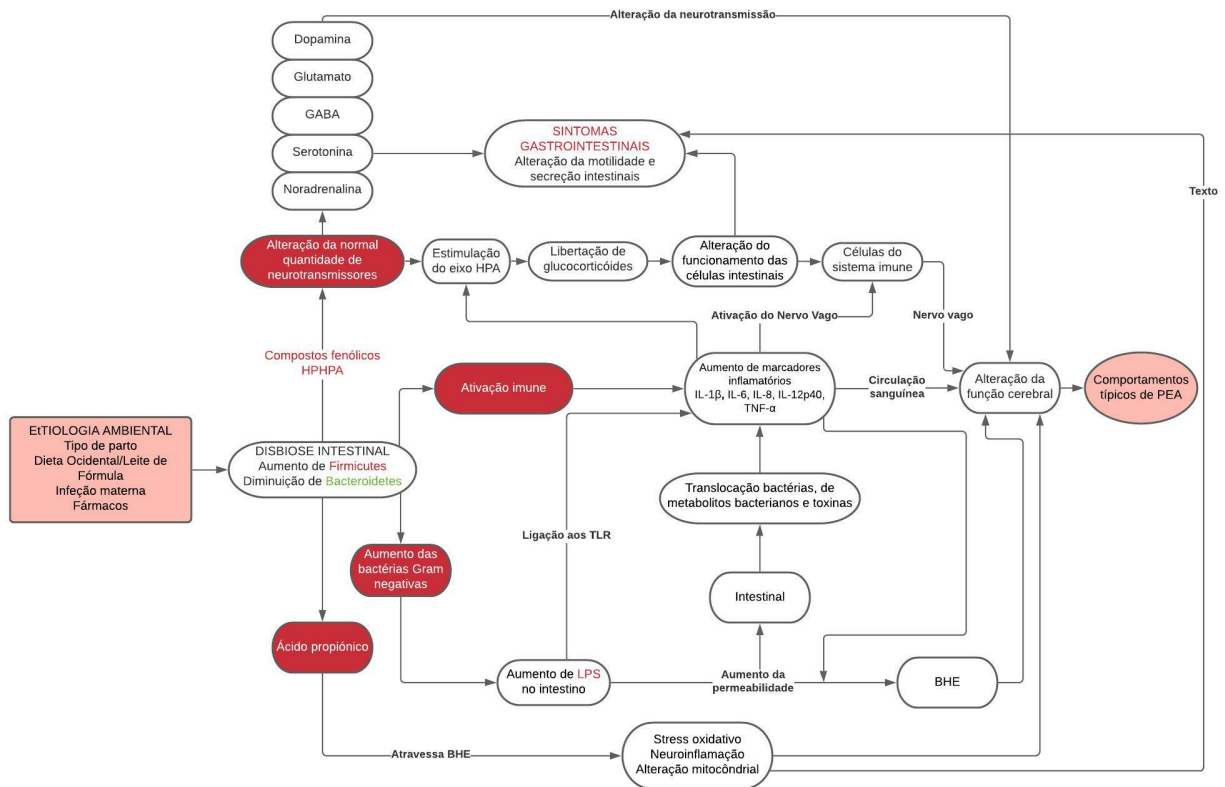 Alteração da neurotransmissão
Dopamina
Glutamato
GABA
Serotonina
Noradrenalina
SINTOMAS
GASTROINTESTINAIS
Alteração da motilidade e
secreção intestinais
Texto
Alteração da normal
quantidade de
neurotransmissores
Estimulação
do eixo HPA
Libertação de
glucocorticóides
Alteração do
funcionamento das
células intestinais
Células do
sistema imune
Ativação do Nervo Vago
Nervo vago
Compostos fenólicos
HPHPA
Ativação imune
Aumento de marcadores
inflamatórios
IL-1β, IL-6, IL-8, IL-12p40,
TNF-α
Circulação
sanguínea
Alteração da
função cerebral
Comportamentos
típicos de PEA
EtTIOLOGIA AMBIENTAL
Tipo de parto
Dieta Ocidental/Leite de
Fórmula
Infeção materna
Fármacos
DISBIOSE INTESTINAL
Aumento de Firmicutes
Diminuição de Bacteroidetes
Translocação bactérias, de
metabolitos bacterianos e toxinas
Ligação aos TLR
Aumento das
bactérias Gram
negativas
Intestinal
Ácido propiónico
Aumento de LPS
no intestino
Aumento da
permeabilidade
BHE
Atravessa BHE
Stress oxidativo
Neuroinflamação
Alteração mitocôndrial